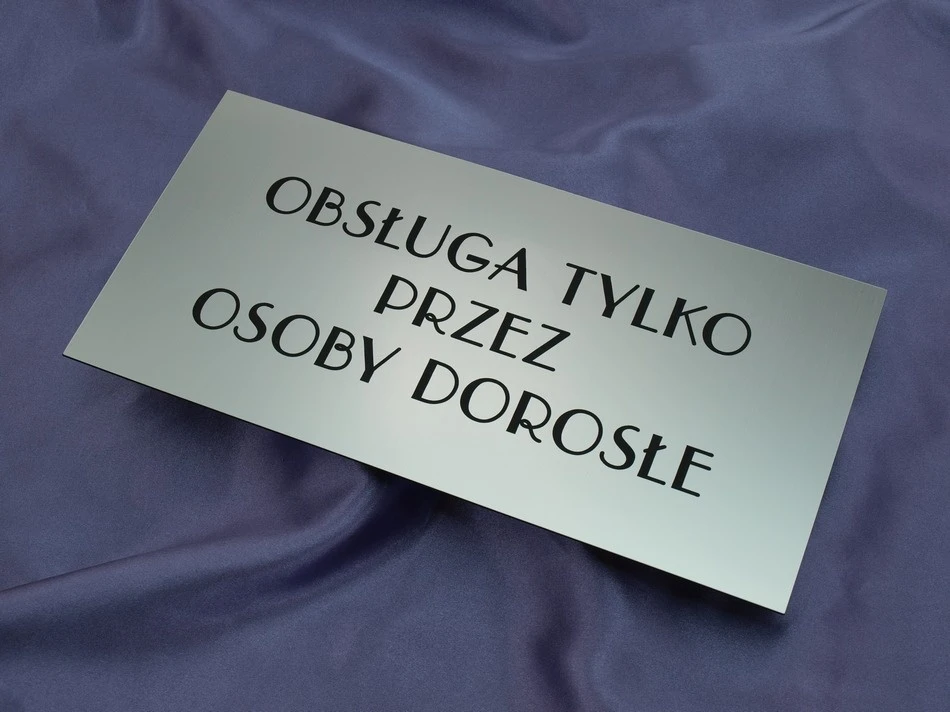 OBSŁUGA TYLKO
PRZEZ
OSOBY DOROSŁE